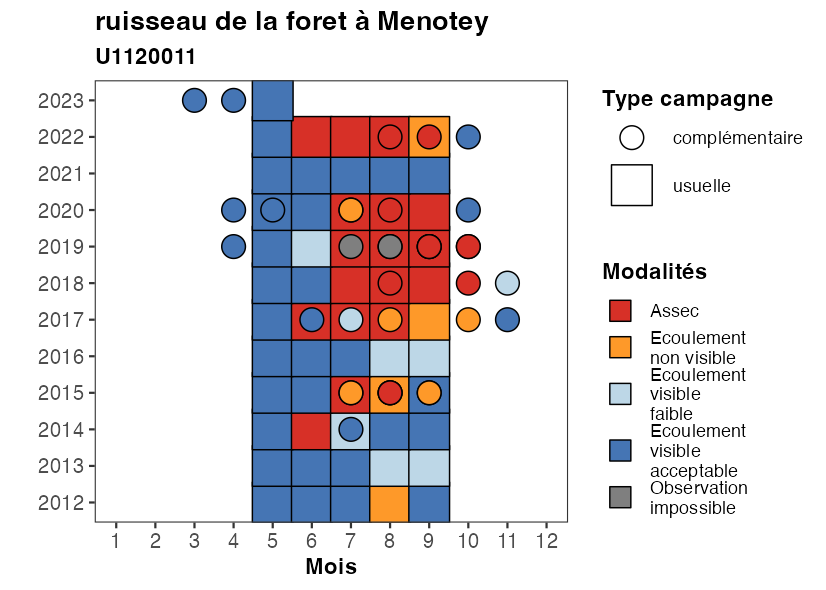 ruisseau de la foret à Menotey
U1120011
2023
2022
2021
2020
2019
2018
2017
2016
2015
2014
2013
2012
1 2 3 4 5 6 7 8 9 10 11 12
Mois
Type campagne
complémentaire
usuelle
Modalités
Assec
Ecoulement
non visible
Ecoulement
visible
faible
Ecoulement
visible
acceptable
Observation
impossible